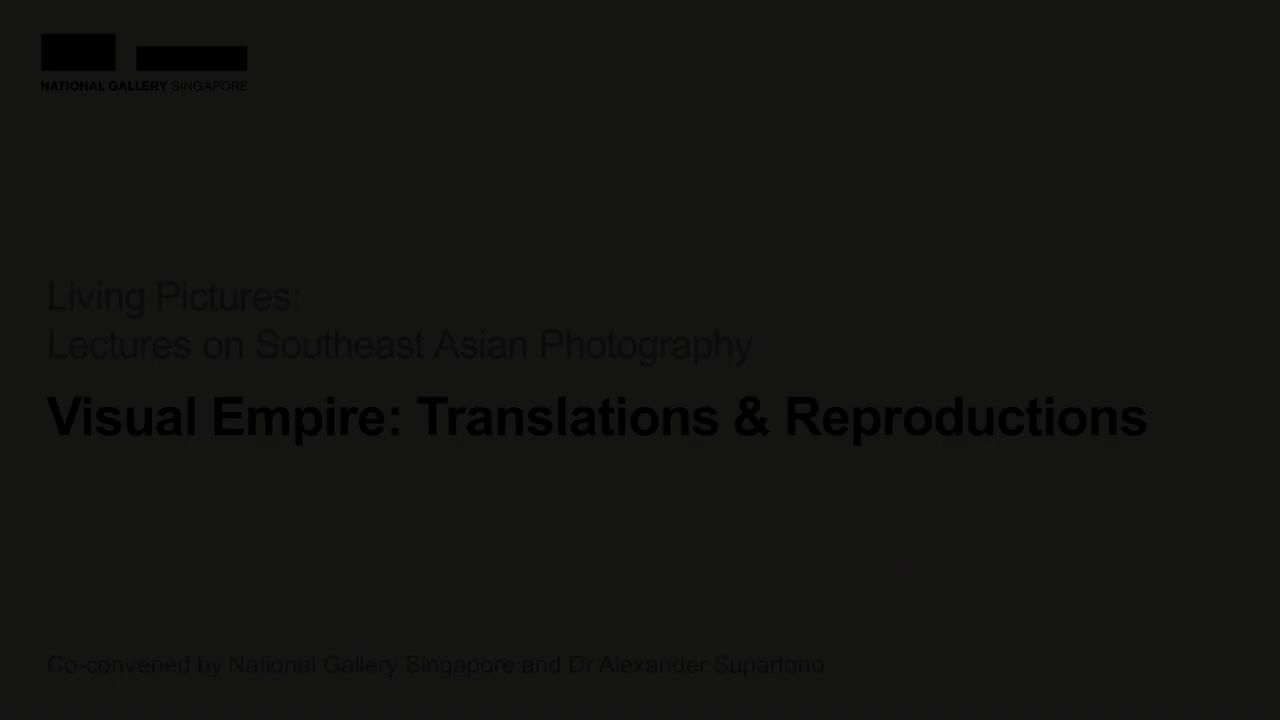 NATIONAL GALLERY SINGAPORE
Living Pictures:
Lectures on Southeast Asian Photography
Visual Empire: Translations & Reproductions
Co-convened by National Gallery Singapore and Dr Alexander Supartono